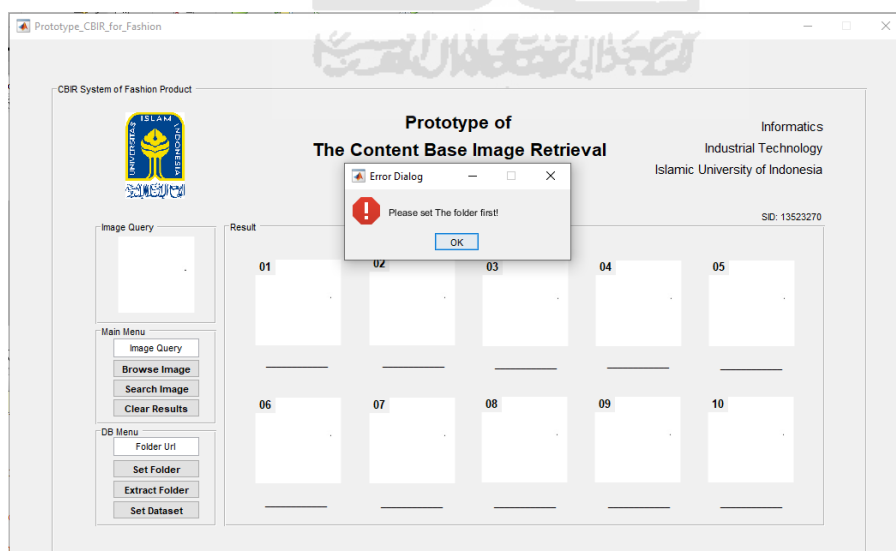 Prototype_CBIR_for_Fashion
CBIR System of Fashion Product
ISLAM
UNIVERSITAS
INDONESIA
Prototype of
The Content Base Image Retrieval
Informatics
Industrial Technology
Islamic University of Indonesia
SID: 13523270
Error Dialog
Please set The folder first!
OK
Image Query
Result
01
02
03
04
05
Main Menu
Image Query
Browse Image
Search Image
Clear Results
06
07
08
09
10
DB Menu
Folder Url
Set Folder
Extract Folder
Set Dataset